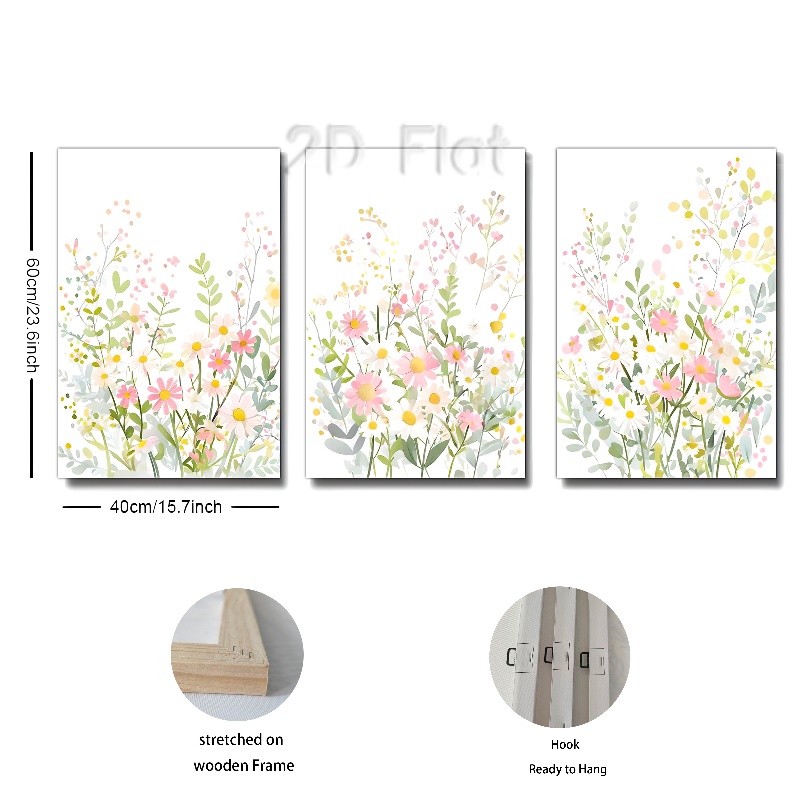 2D Flat
60cm/23.6inch
40cm/15.7inch
stretched on
wooden Frame
Hook
Ready to Hang